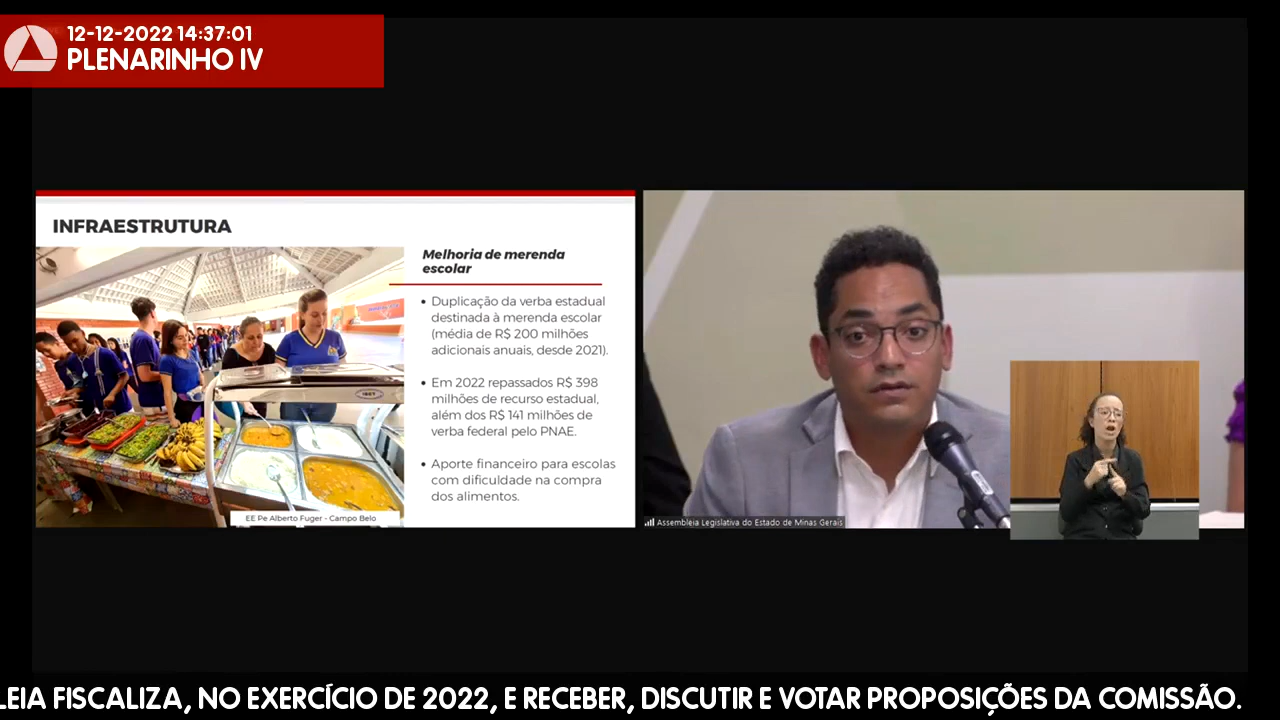 12-12-2022 14:37:01
PLENARINHO IV
INFRAESTRUTURA
Melhoria de merenda
escolar
• Duplicação da verba estadual
destinada à merenda escolar
(média de R$ 200 milhões
adicionais anuais, desde 2021).
• Em 2022 repassados R$ 398
milhões de recurso estadual,
além dos R$ 141 milhões de
verba federal pelo PNAE.
• Aporte financeiro para escolas
com dificuldade na compra
dos alimentos.
EE Pe Alberto Fuger - Campo Belo
Assembleia Legislativa do Estado de Minas Gerais
LEIA FISCALIZA, NO EXERCÍCIO DE 2022, E RECEBER, DISCUTIR E VOTAR PROPOSIÇÕES DA COMISSÃO.